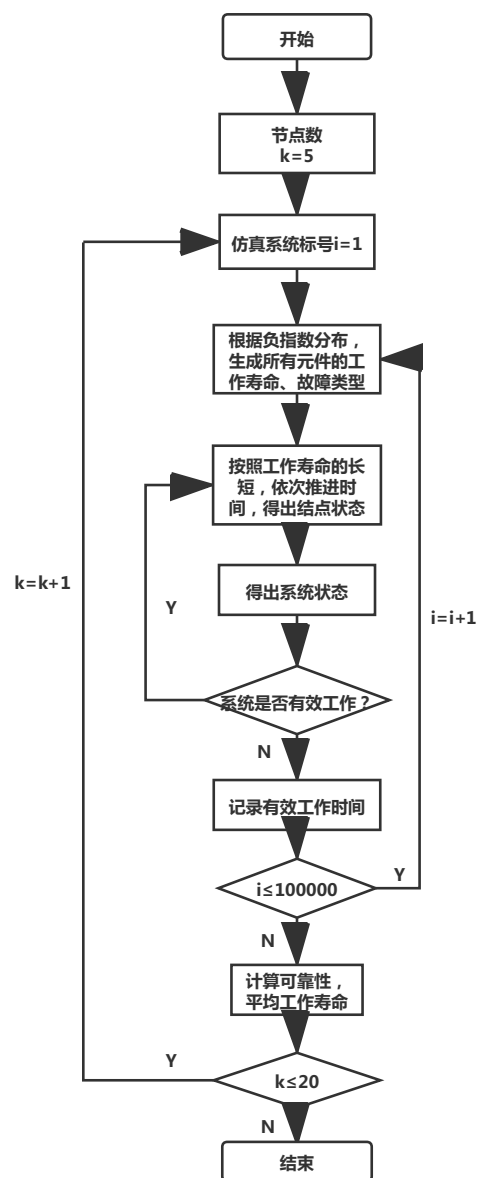 开始
节点数
k=5
仿真系统标号i=1
根据负指数分布，
生成所有元件的工
作寿命、故障类型
按照工作寿命的长
短，依次推进时
间，得出结点状态
k=k+1
Y
得出系统状态
i=i+1
系统是否有效工作？
N
记录有效工作时间
i≤100000
Y
N
计算可靠性，
平均工作寿命
Y
k≤20
N
结束